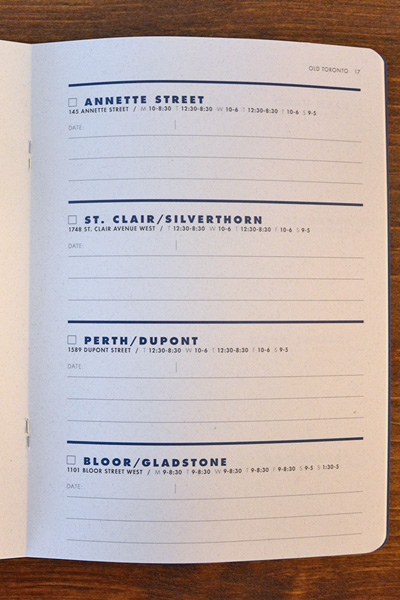 OLD TORONTO 17
ANNETTE STREET
145 ANNETTE STREET / M 10-8:30 T 12:30-8:30 W 10-6 T 12:30-8:30 F 10-6 S 9-5
DATE:
ST. CLAIR/SILVERTHORN
1748 ST. CLAIR AVENUE WEST / T 12:30-8:30 W 10-6 T 12:30-8:30 F 10-6 S 9-5
DATE:
PERTH/DUPONT
1589 DUPONT STREET / T 12:30-8:30 W 10-6 T 12:30-8:30 F 10-6 S 9-5
DATE:
BLOOR/GLADSTONE
1101 BLOOR STREET WEST / M 9-8:30 T 9-8:30 W 9-8:30 T 9-8:30 F 9-8:30 S 9-5 S 1:30-5
DATE: